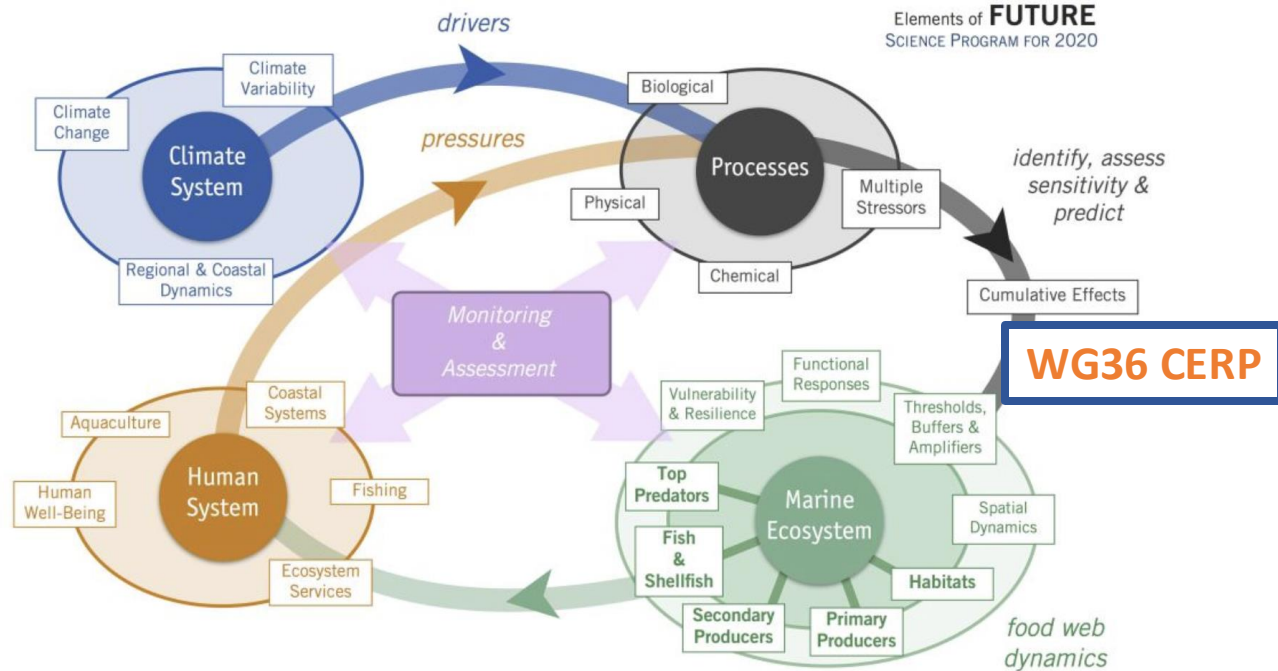 Elements of FUTURE
SCIENCE PROGRAM FOR 2020
drivers
Climate
Variability
Climate
Change
Climate
System
Regional & Coastal
Dynamics
pressures
Biological
Processes
Physical
Multiple
Stressors
Chemical
identify, assess
sensitivity &
predict
Cumulative Effects
WG36 CERP
Monitoring
&
Assessment
Functional
Responses
Vulnerability
& Resilience
Thresholds,
Buffers &
Amplifiers
Top
Predators
Marine
Ecosystem
Spatial
Dynamics
Fish
&
Shellfish
Habitats
Secondary
Producers
Primary
Producers
food web
dynamics
Coastal
Systems
Aquaculture
Human
System
Human
Well-Being
Fishing
Ecosystem
Services